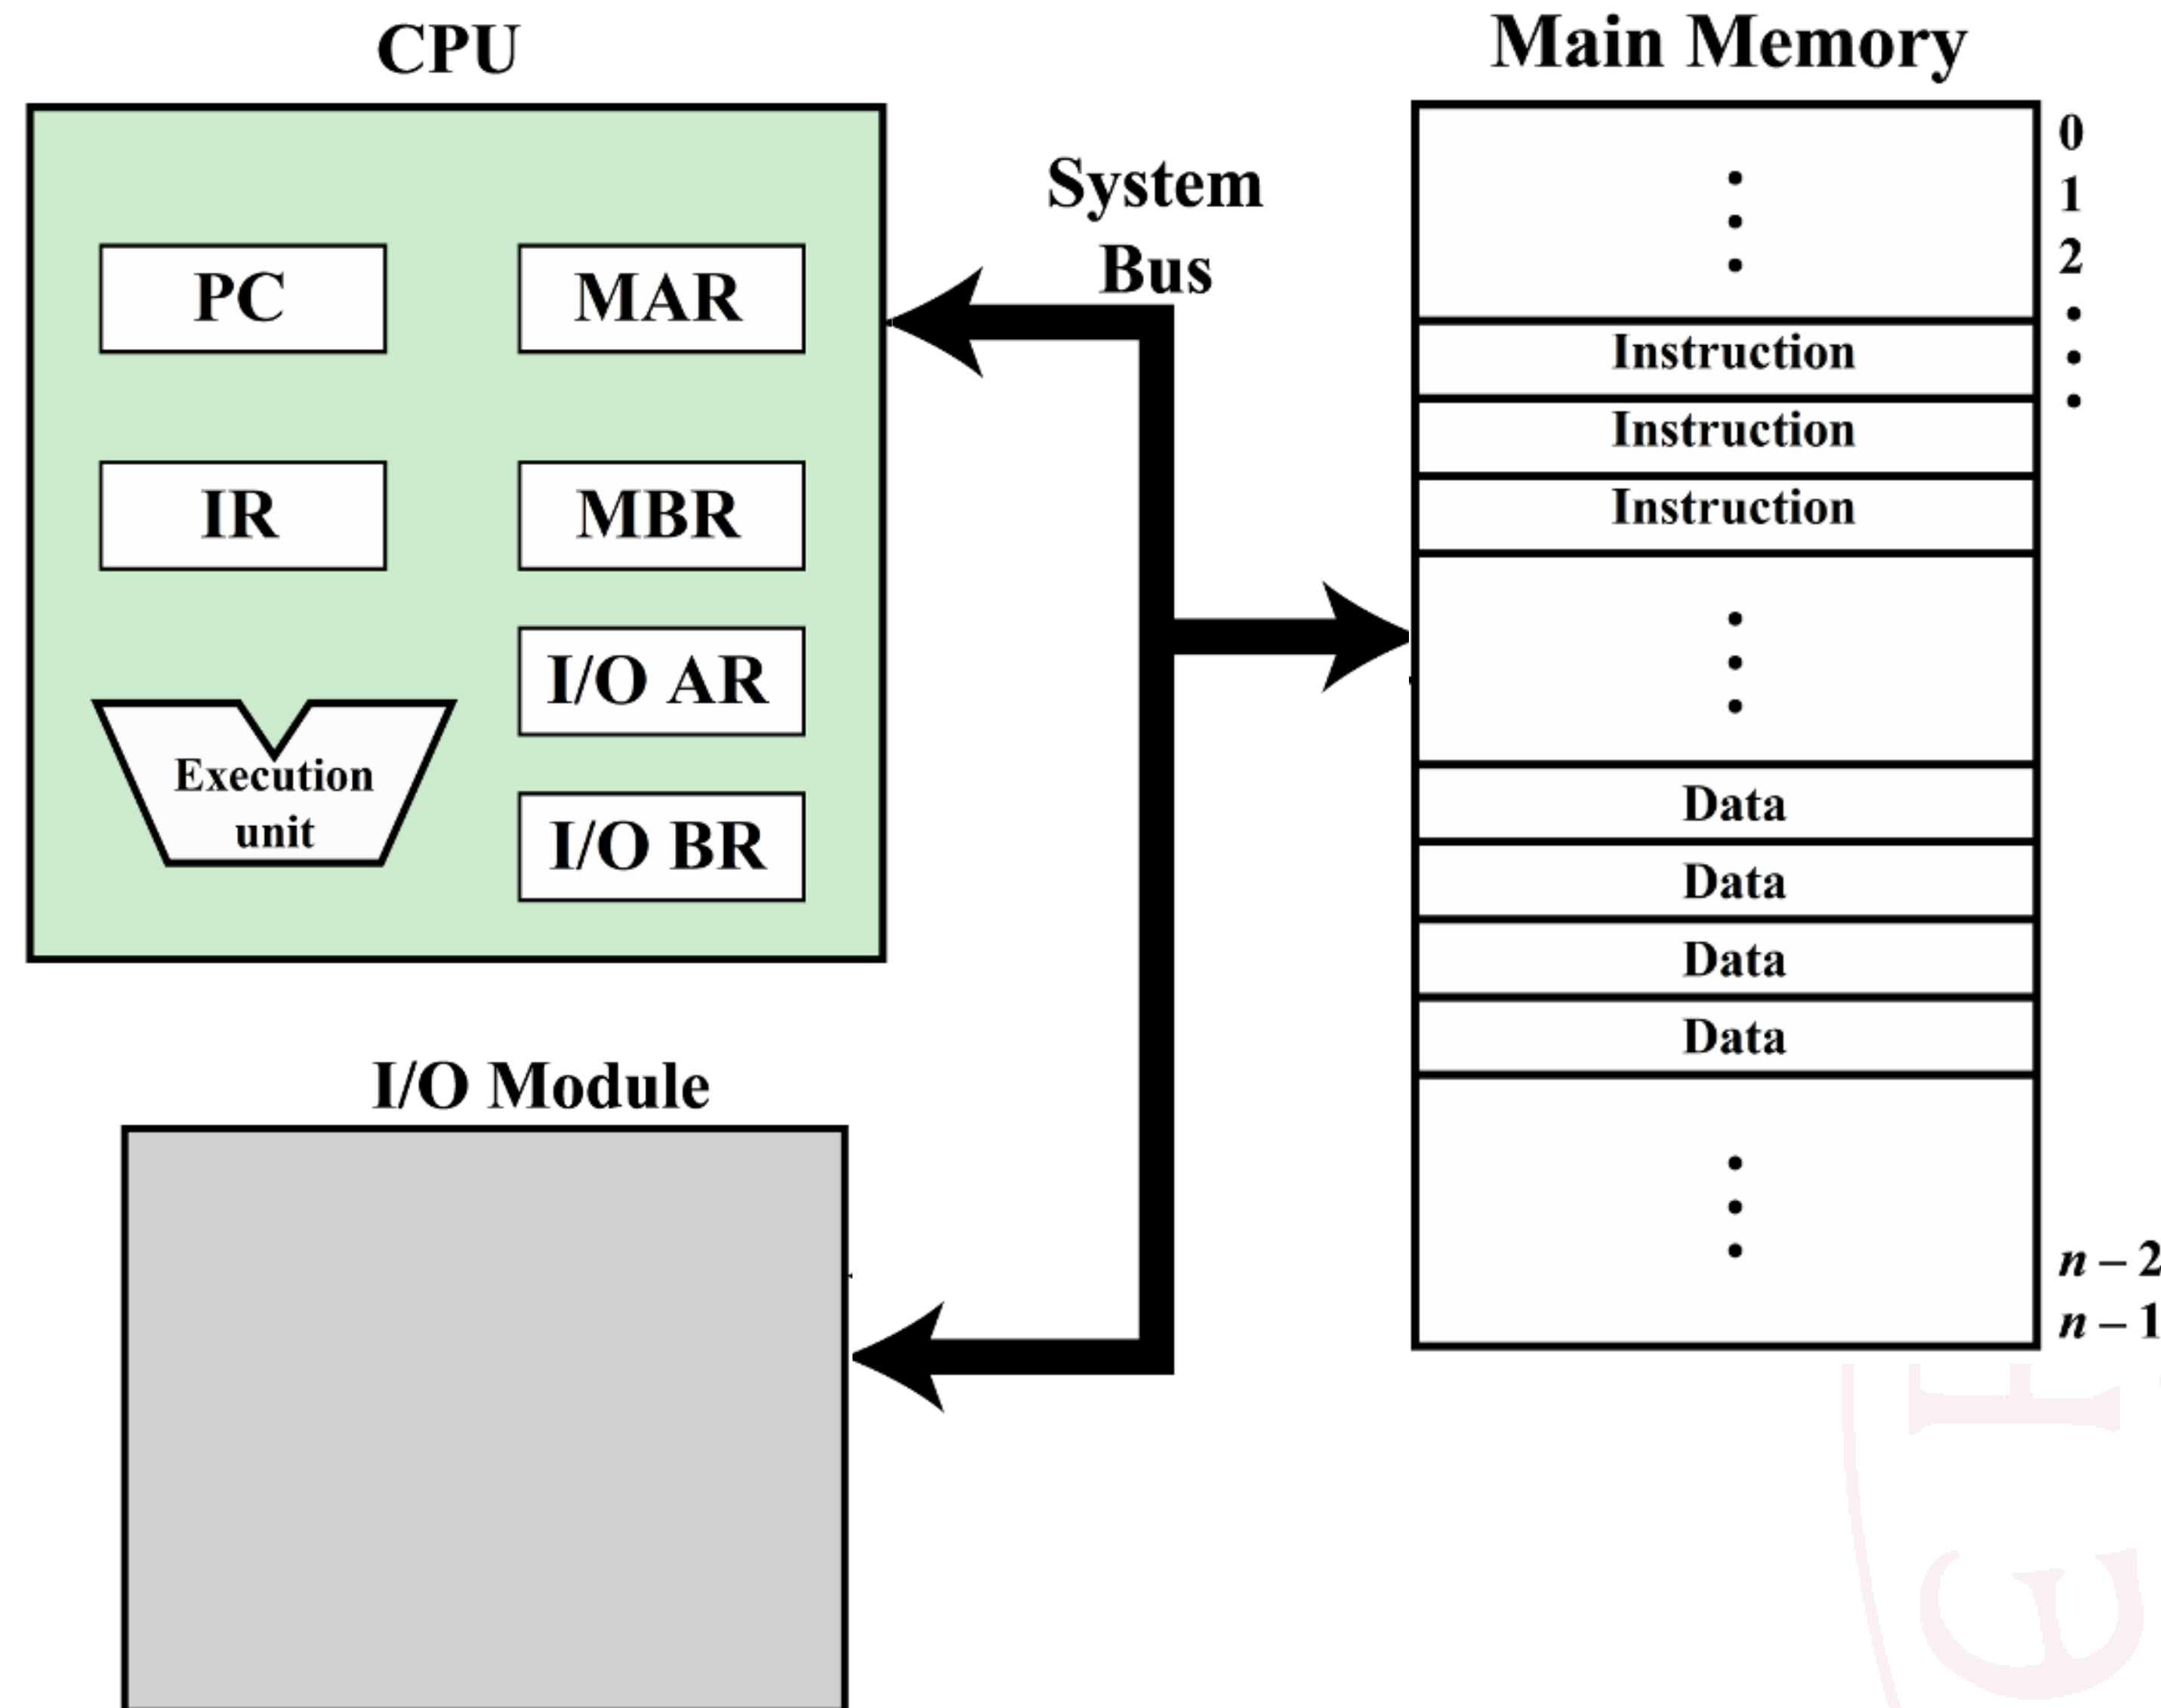 CPU
PC
MAR
IR
MBR
I/O AR
Execution
unit
I/O BR
System
Bus
Main Memory
0
1
2
Instruction
Instruction
Instruction
Data
Data
Data
Data
n – 2
n – 1
I/O Module